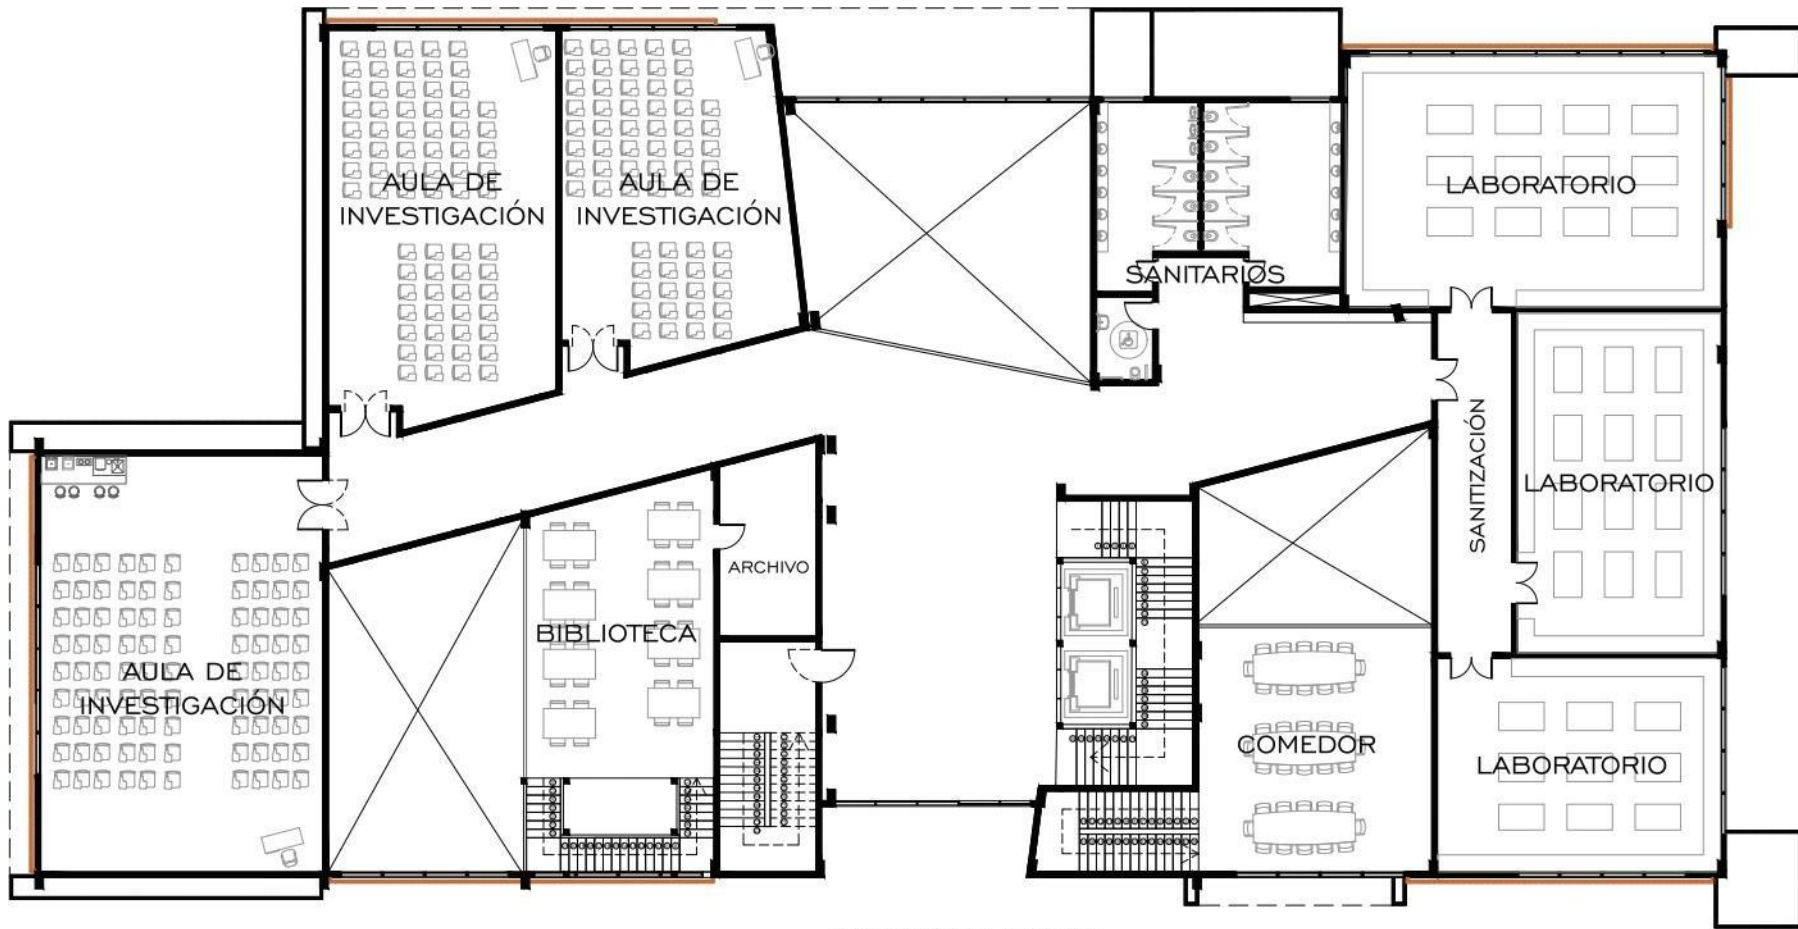 AULA DE
INVESTIGACIÓN
AULA DE
INVESTIGACIÓN
LABORATORIO
SANITARIOS
SANITIZACIÓN
LABORATORIO
ARCHIVO
BIBLIOTECA
AULA DE
INVESTIGACIÓN
COMEDOR
LABORATORIO